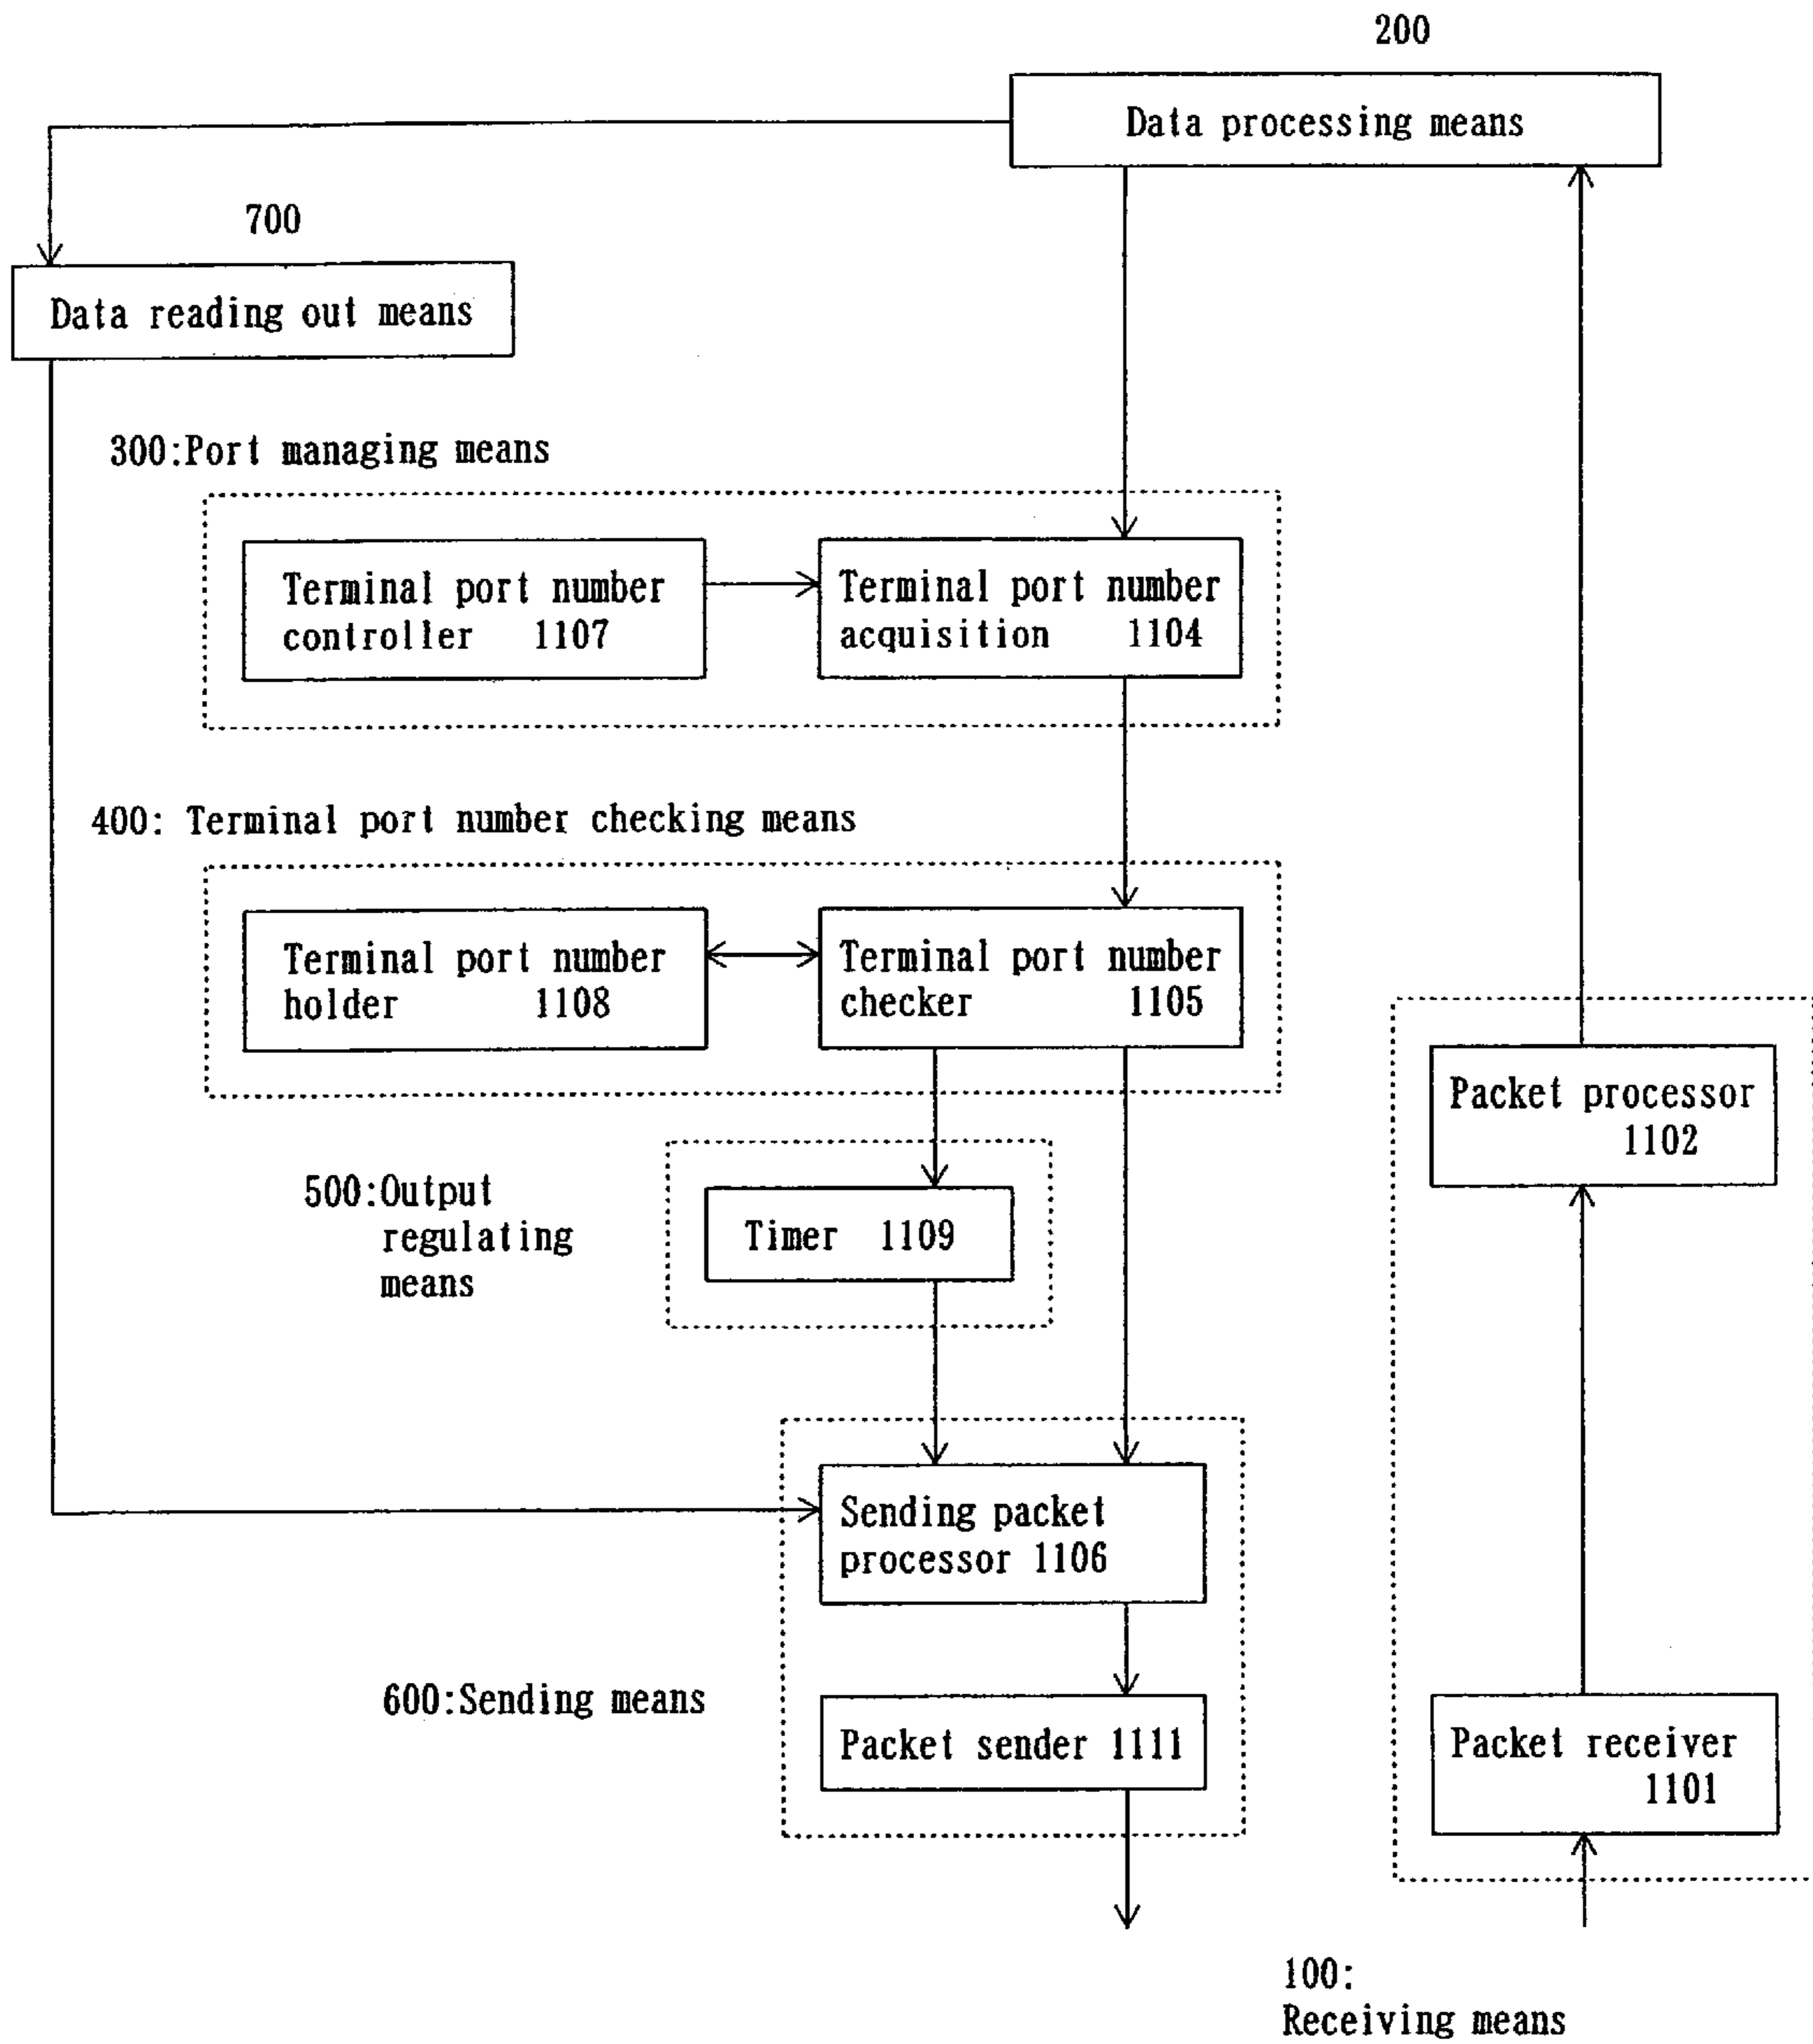 200
Data processing means
700
Data reading out means
300:Port managing means
Terminal port number
controller 1107
Terminal port number
acquisition 1104
400: Terminal port number checking means
Terminal port number
holder 1108
Terminal port number
checker 1105
Packet processor
1102
500:Output
regulating
means
Timer 1109
Sending packet
processor 1106
600:Sending means
Packet sender 1111
Packet receiver
1101
100:
Receiving means